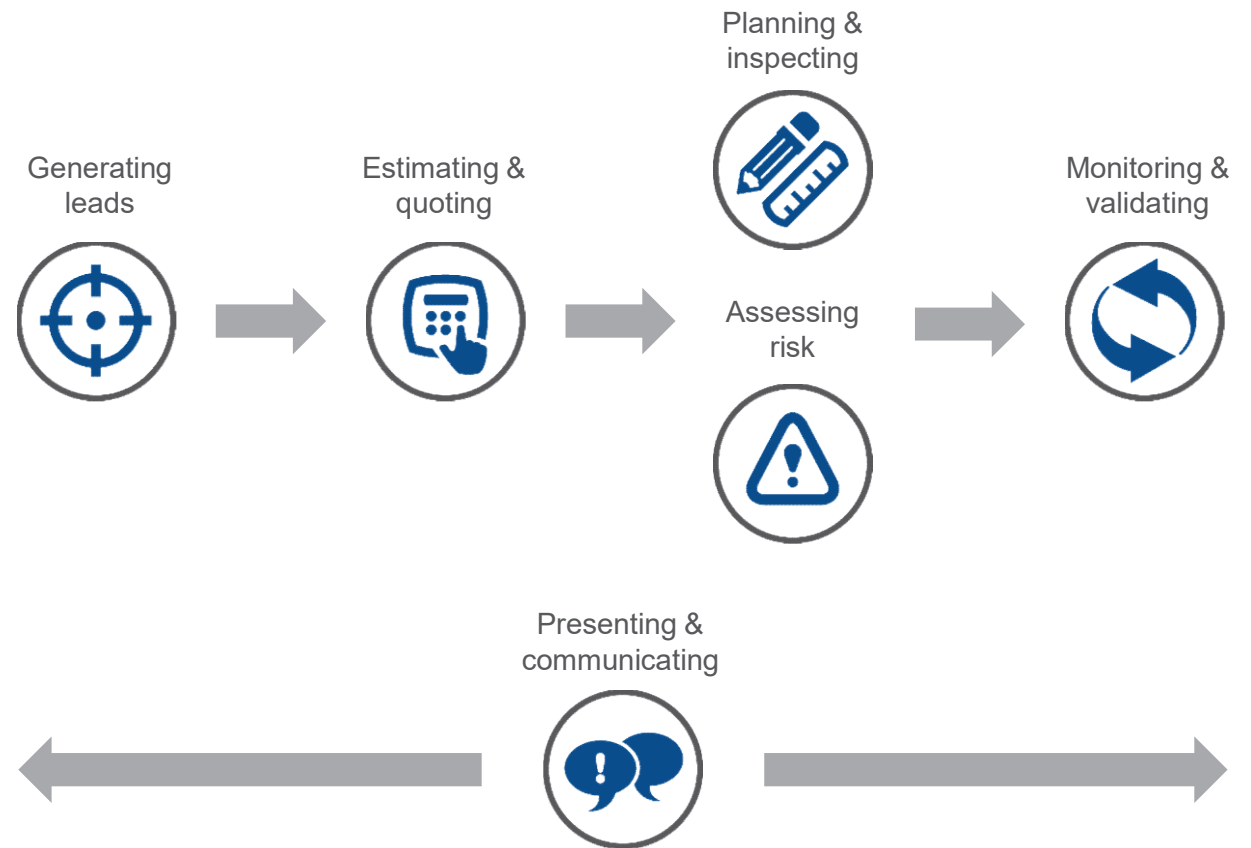 Generating
leads
Estimating &
quoting
Planning &
inspecting
Assessing
risk
Monitoring &
validating
Presenting &
communicating